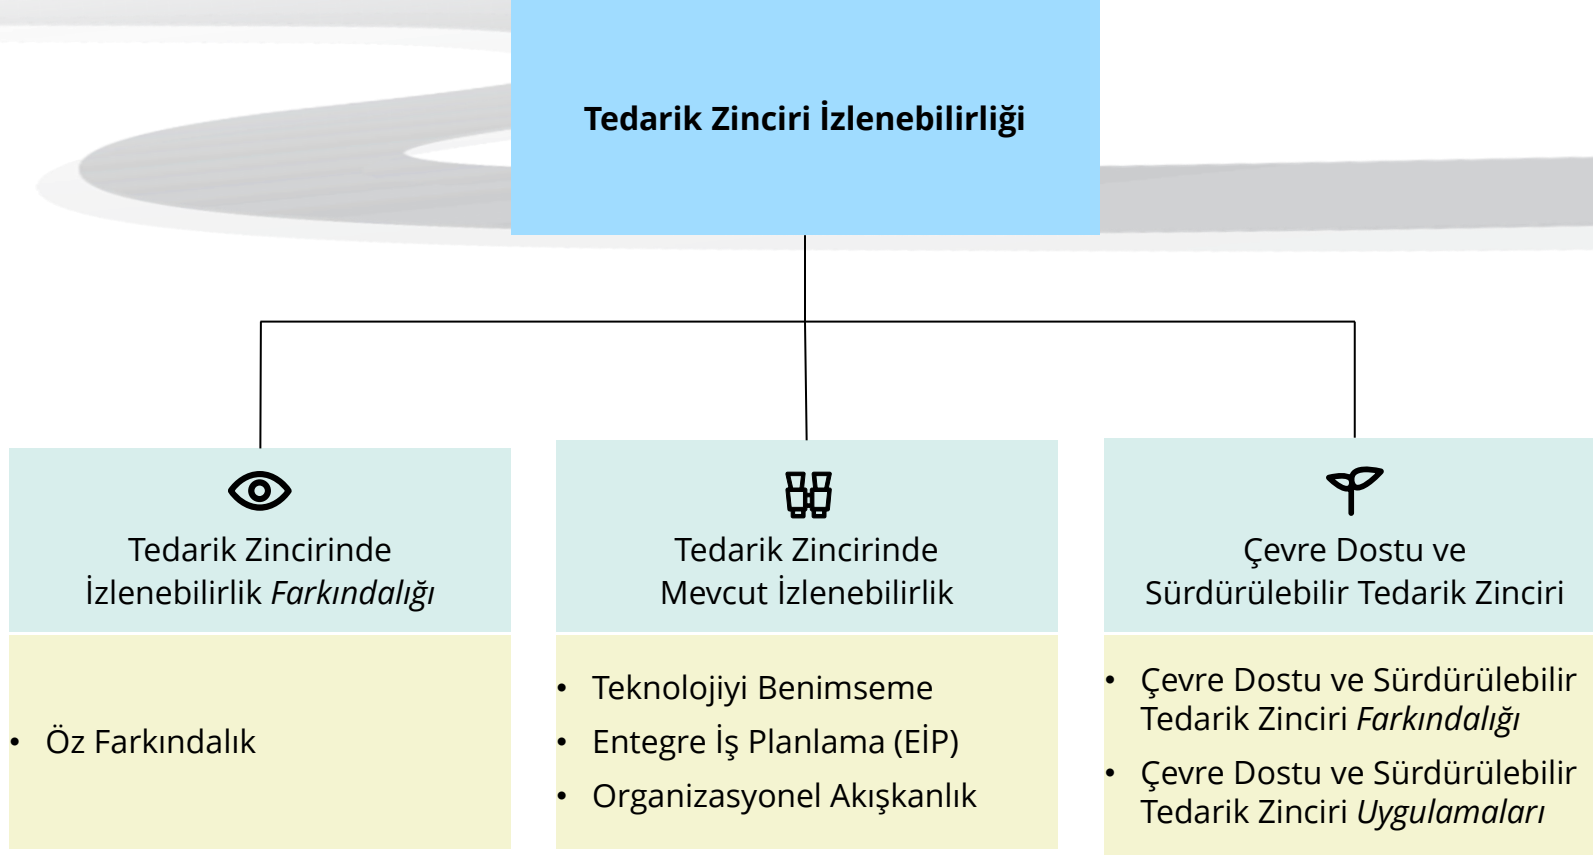 Tedarik Zinciri İzlenebilirliği
Tedarik Zincirinde
İzlenebilirlik Farkındalığı
• Öz Farkındalık
Tedarik Zincirinde
Mevcut İzlenebilirlik
• Teknolojiyi Benimseme
• Entegre İş Planlama (EİP)
• Organizasyonel Akışkanlık
Çevre Dostu ve
Sürdürülebilir Tedarik Zinciri
• Çevre Dostu ve Sürdürülebilir
Tedarik Zinciri Farkındalığı
• Çevre Dostu ve Sürdürülebilir
Tedarik Zinciri Uygulamaları